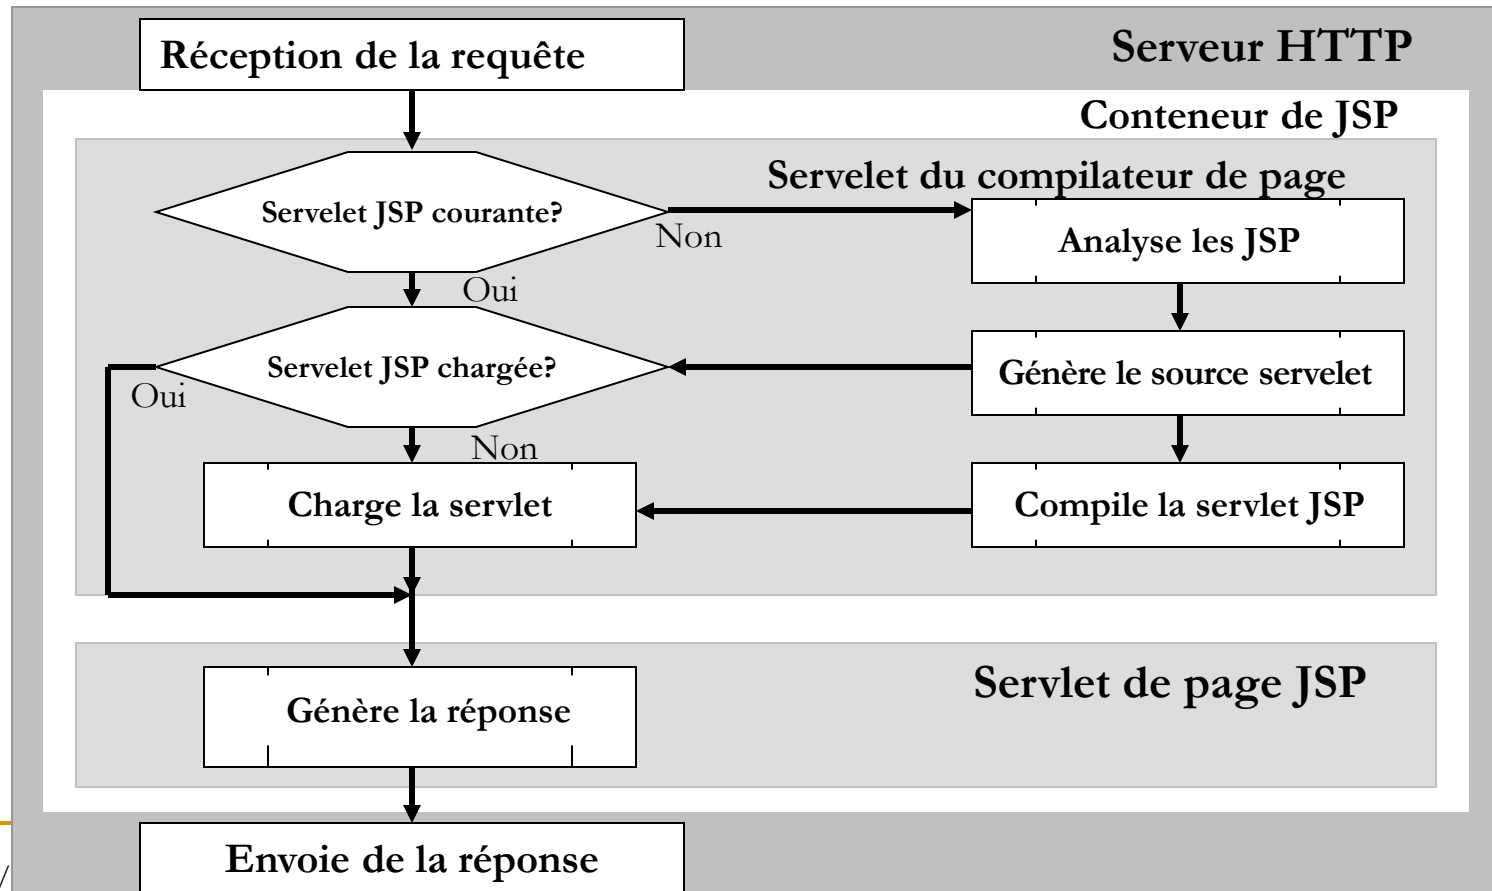 Réception de la requête
Serveur HTTP
Conteneur de JSP
Servelet du compilateur de page
Servelet JSP courante?
Non
Analyse les JSP
Oui
Servelet JSP chargée?
Génère le source servelet
Oui
Non
Charge la servlet
Compile la servlet JSP
Servlet de page JSP
Génère la réponse
Envoie de la réponse
/